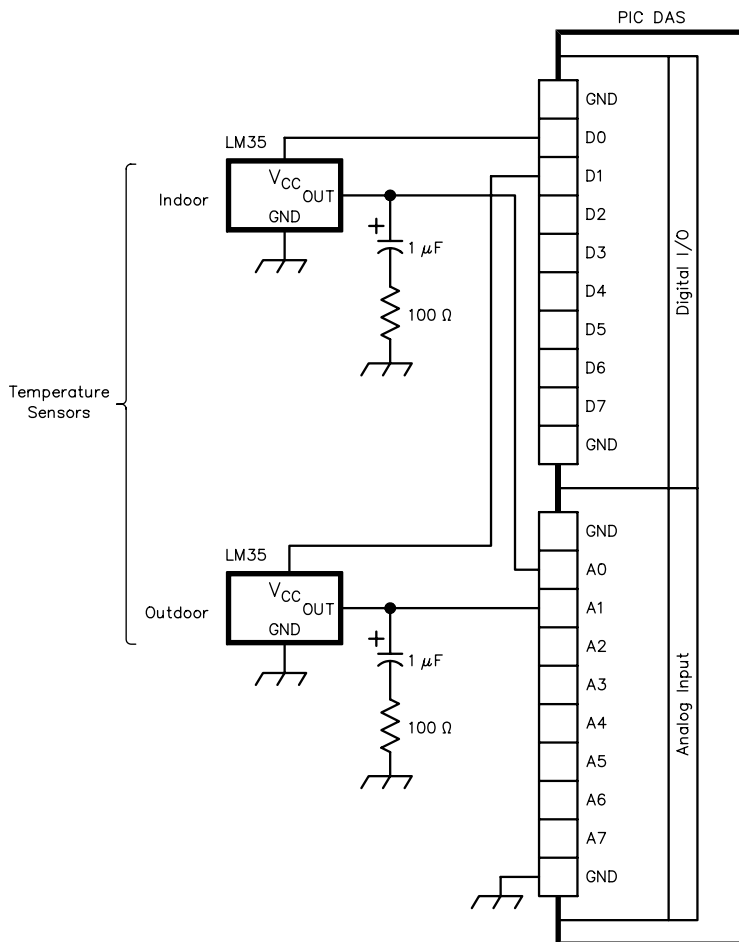 PIC DAS
GND
D0
D1
D2
D3
D4
D5
D6
D7
GND
Digital I/O
LM35
VCC
OUT
GND
Indoor
1 µF
100 Ω
Temperature
Sensors
LM35
VCC
OUT
GND
Outdoor
1 µF
100 Ω
GND
A0
A1
A2
A3
A4
A5
A6
A7
GND
Analog Input